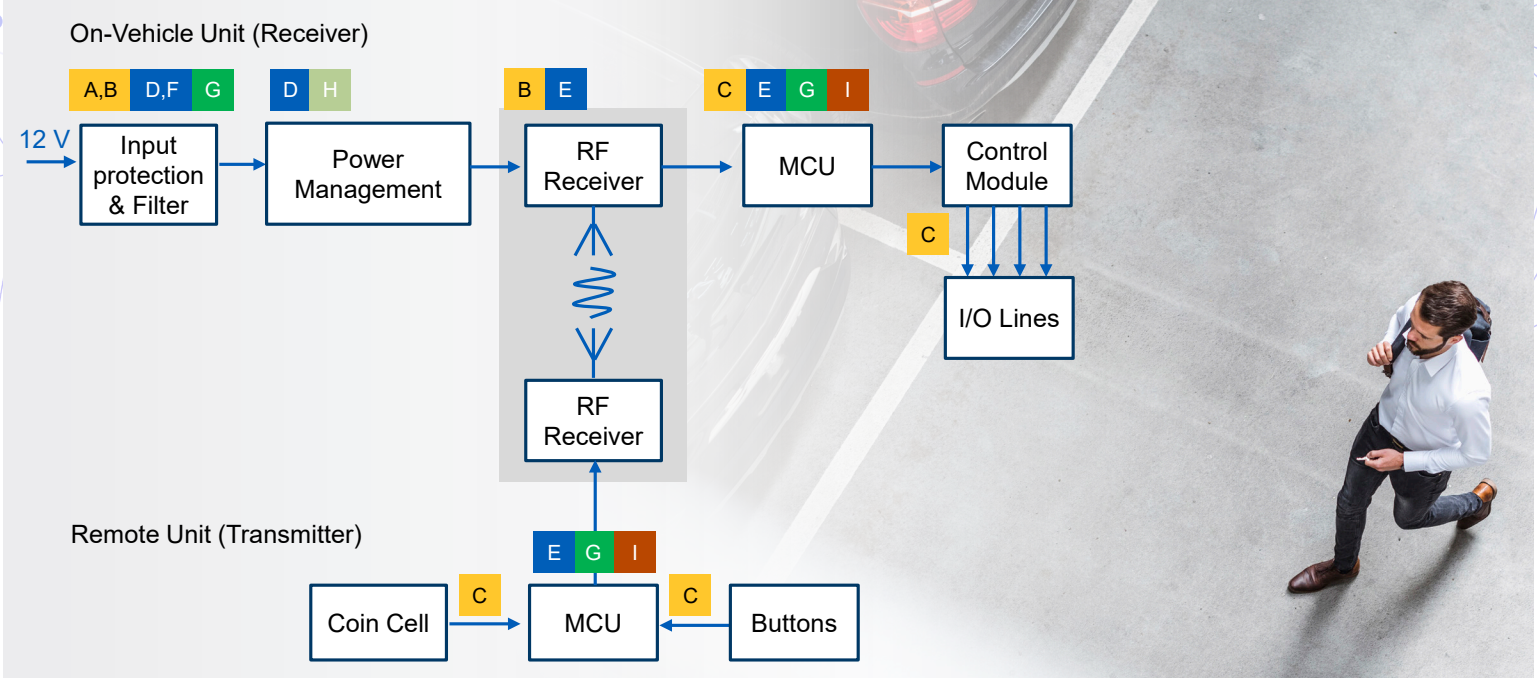 On-Vehicle Unit (Receiver)
A,B D,F G
D H
B E
C E G I
12 V
Input
protection
& Filter
Power
Management
RF
Receiver
MCU
Control
Module
C
I/O Lines
RF
Receiver
Remote Unit (Transmitter)
E G I
C
C
Coin Cell
MCU
Buttons